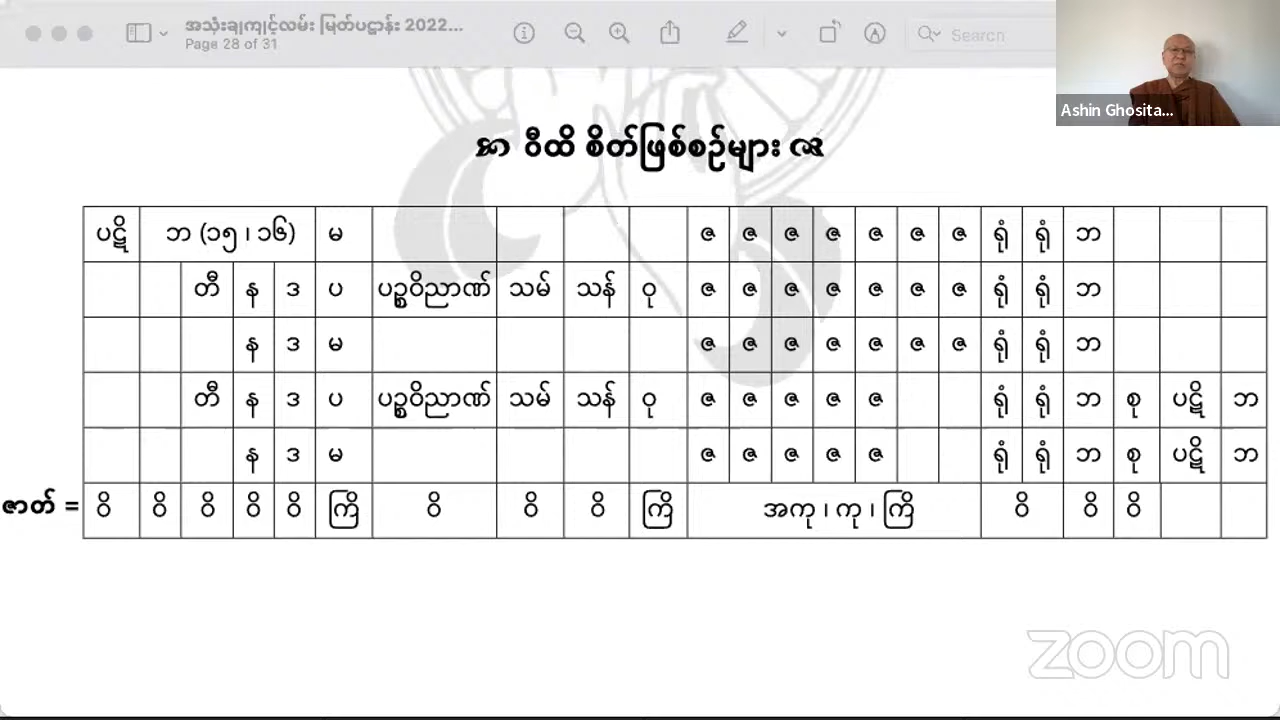 အသုံးချကျင့်လမ်း မြတ်ပဋ္ဌာန်း 2022...
Page 28 of 31
Search
Ashin Ghosita...
ဝီထိ စိတ်ဖြစ်စဉ်များ
ပဋိ ဘ (၁၅ ၊ ၁၆) မ ဇ ဇ ဇ ဇ ဇ ဇ ဇ ရုံ ရုံ ဘ
တီ န ဒ ပ ပဉ္စဝိညာဏ် သမ် သန် ဝု ဇ ဇ ဇ ဇ ဇ ဇ ဇ ရုံ ရုံ ဘ
န ဒ မ ဇ ဇ ဇ ဇ ဇ ဇ ဇ ရုံ ရုံ ဘ
တီ န ဒ ပ ပဉ္စဝိညာဏ် သမ် သန် ဝု ဇ ဇ ဇ ဇ ဇ ရုံ ရုံ ဘ စု ပဋိ ဘ
န ဒ မ ဇ ဇ ဇ ဇ ဇ ရုံ ရုံ ဘ စု ပဋိ ဘ
ဇာတ် = ဝိ ဝိ ဝိ ဝိ ဝိ ကြိ ဝိ ဝိ ဝိ ကြိ အကု ၊ ကု ၊ ကြိ ဝိ ဝိ ဝိ
zoom